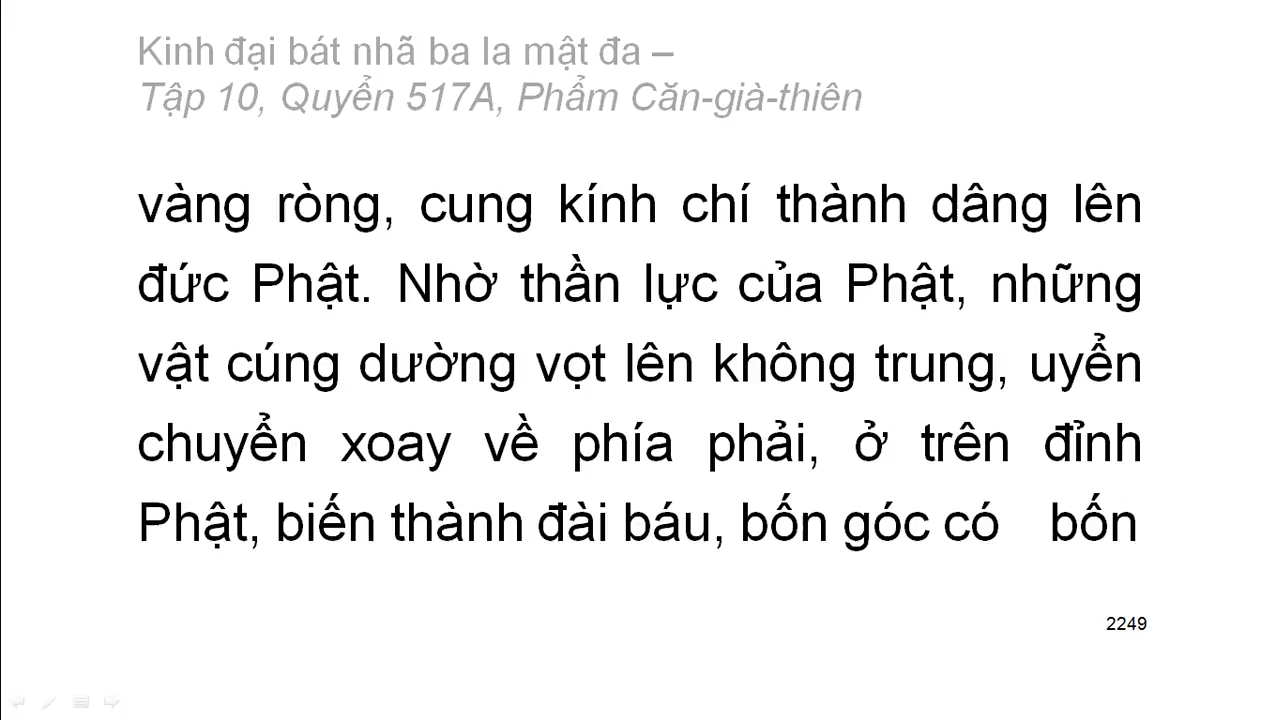 Kinh đại bát nhã ba la mật đa –
Tập 10, Quyển 517A, Phẩm Căn-già-thiên
vàng ròng, cung kính chí thành dâng lên
đức Phật. Nhờ thần lực của Phật, những
vật cúng dường vọt lên không trung, uyển
chuyển xoay về phía phải, ở trên đỉnh
Phật, biến thành đài báu, bốn góc có bốn
2249